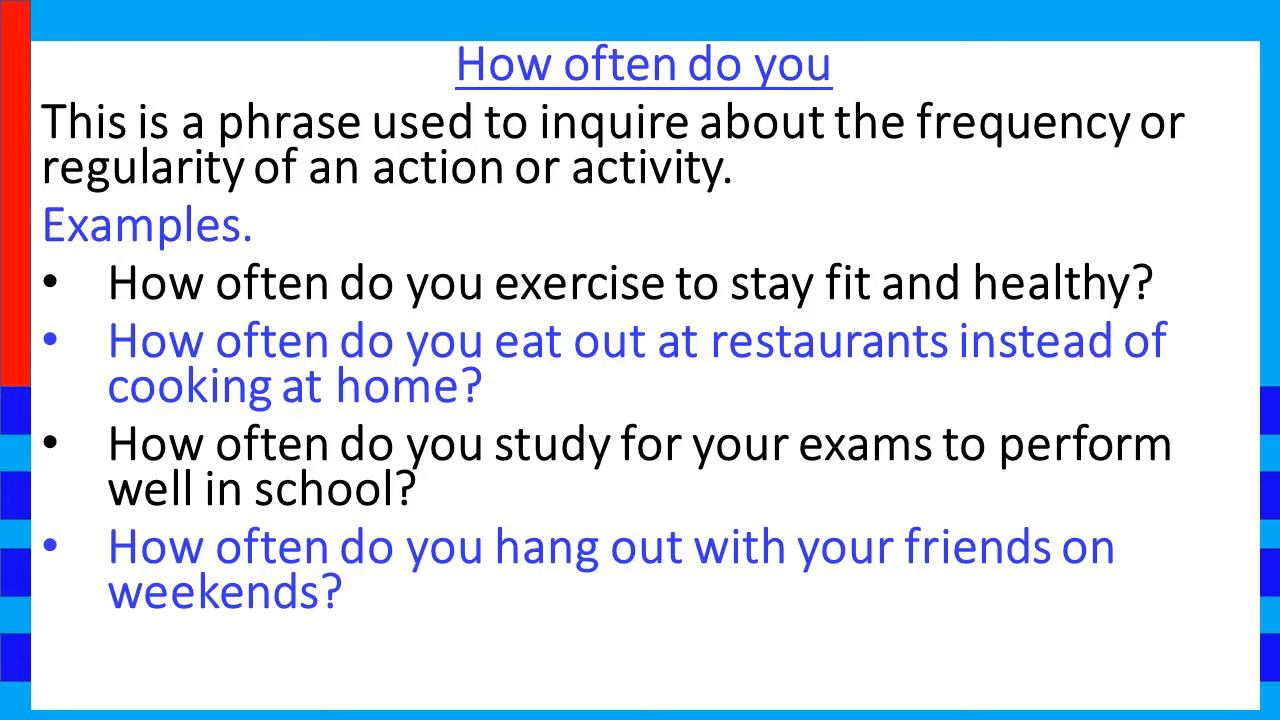 How often do you
This is a phrase used to inquire about the frequency or
regularity of an action or activity.
Examples.
• How often do you exercise to stay fit and healthy?
• How often do you eat out at restaurants instead of
cooking at home?
• How often do you study for your exams to perform
well in school?
• How often do you hang out with your friends on
weekends?